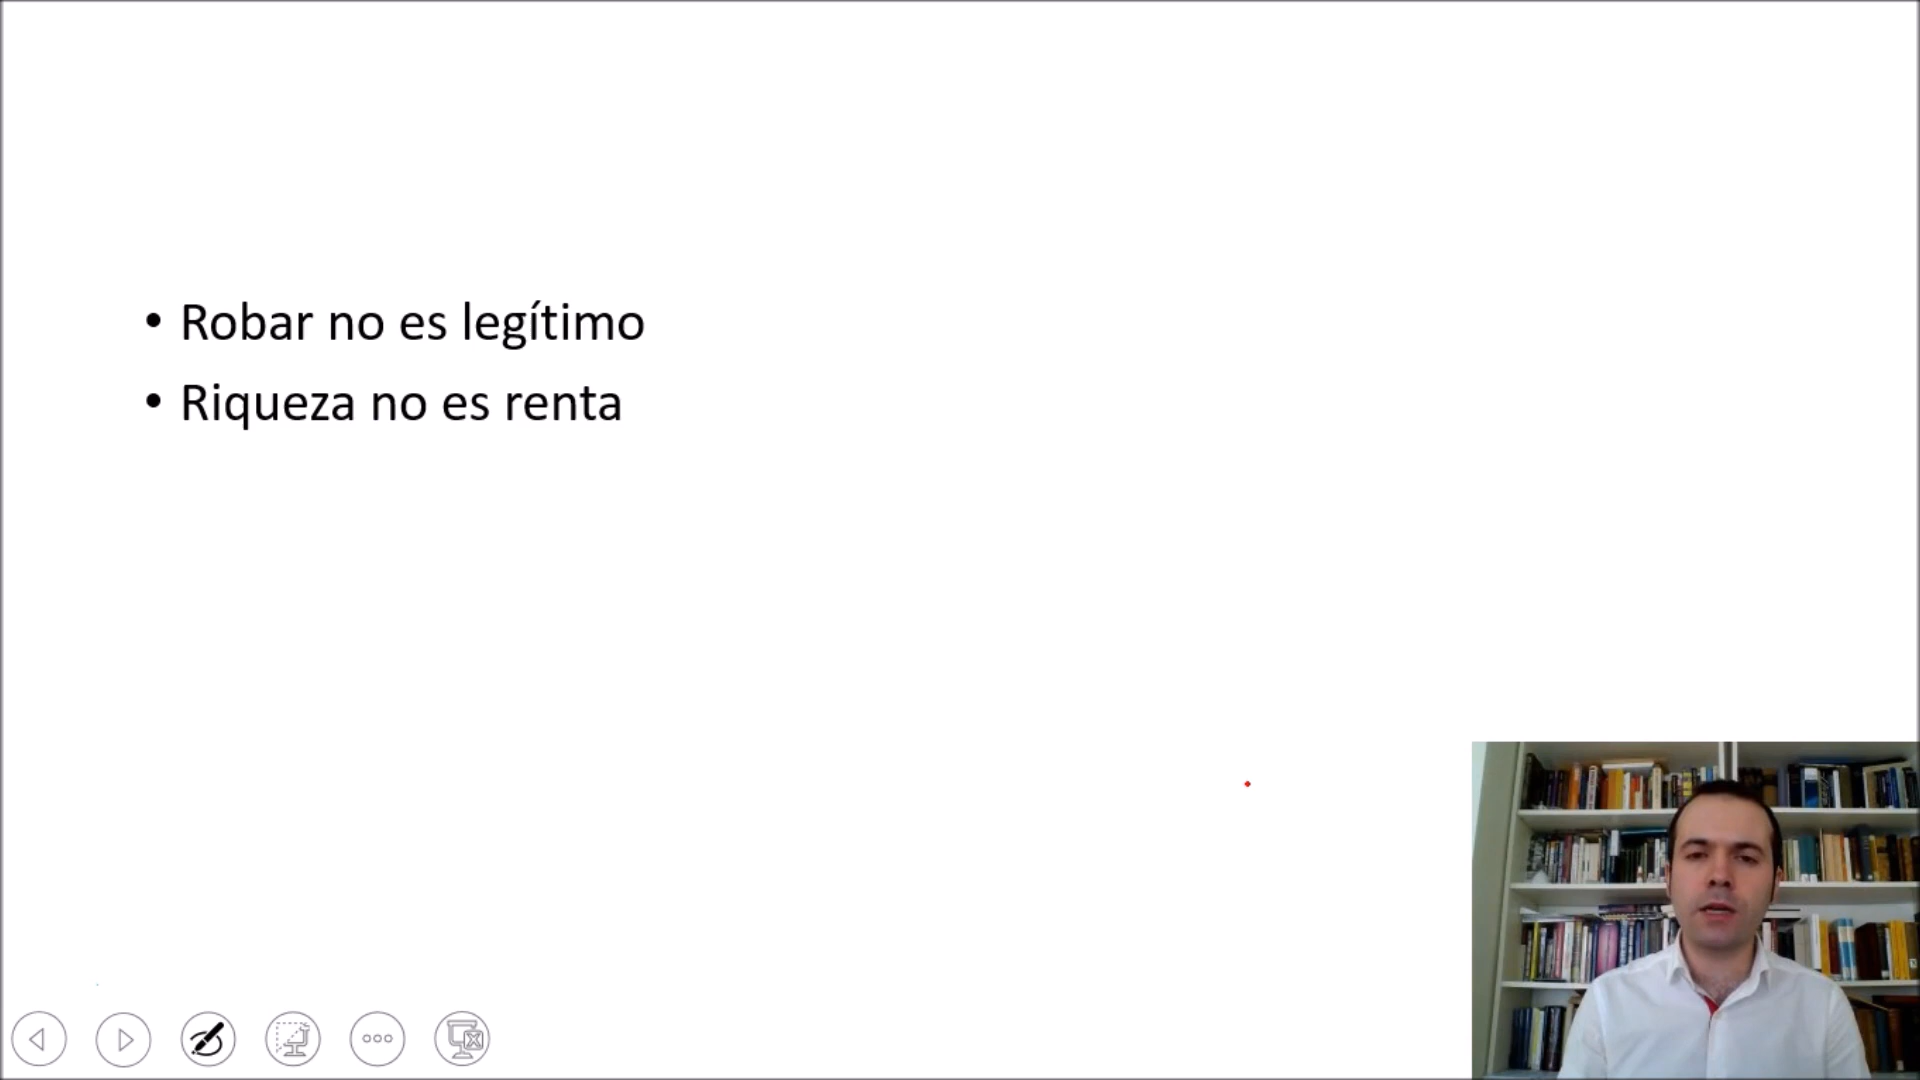 • Robar no es legítimo
• Riqueza no es renta